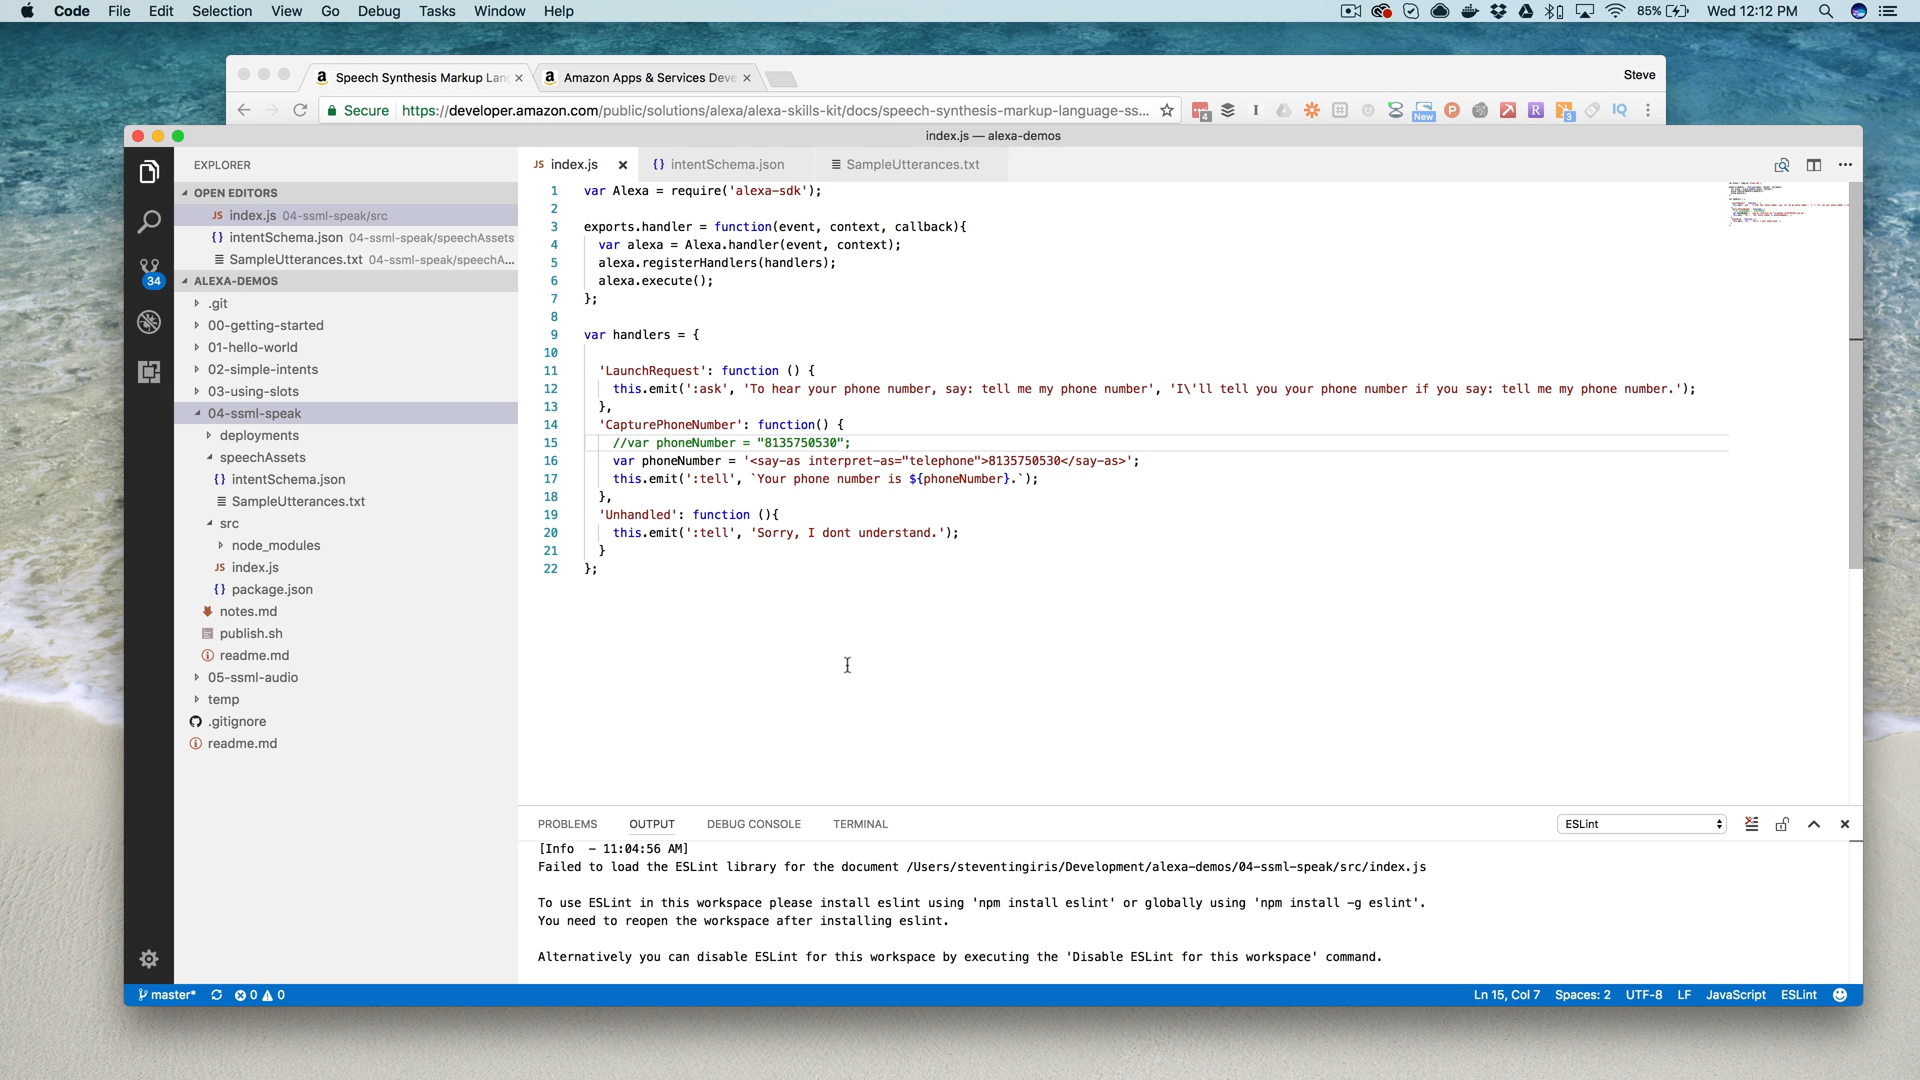 Code File Edit Selection View Go Debug Tasks Window Help
85% Wed 12:12 PM
Speech Synthesis Markup Lan
Amazon Apps & Services Deve
Steve
Secure https://developer.amazon.com/public/solutions/alexa/alexa-skills-kit/docs/speech-synthesis-markup-language-ss...
index.js — alexa-demos
EXPLORER
OPEN EDITORS
JS index.js 04-ssml-speak/src
{} intentSchema.json 04-ssml-speak/speechAssets
SampleUtterances.txt 04-ssml-speak/speechA...
34
ALEXA-DEMOS
.git
00-getting-started
01-hello-world
02-simple-intents
03-using-slots
04-ssml-speak
deployments
speechAssets
{} intentSchema.json
SampleUtterances.txt
src
node_modules
JS index.js
{} package.json
notes.md
publish.sh
readme.md
05-ssml-audio
temp
.gitignore
readme.md
JS index.js
{} intentSchema.json
SampleUtterances.txt
1 var Alexa = require('alexa-sdk');
2
3 exports.handler = function(event, context, callback){
4 var alexa = Alexa.handler(event, context);
5 alexa.registerHandlers(handlers);
6 alexa.execute();
7 };
8
9 var handlers = {
10
11 'LaunchRequest': function () {
12 this.emit(':ask', 'To hear your phone number, say: tell me my phone number', 'I\'ll tell you your phone number if you say: tell me my phone number.');
13 },
14 'CapturePhoneNumber': function() {
15 //var phoneNumber = "8135750530";
16 var phoneNumber = '<say-as interpret-as="telephone">8135750530</say-as>';
17 this.emit(':tell', `Your phone number is ${phoneNumber}.`);
18 },
19 'Unhandled': function (){
20 this.emit(':tell', 'Sorry, I dont understand.');
21 }
22 };
PROBLEMS OUTPUT DEBUG CONSOLE TERMINAL
ESLint
[Info - 11:04:56 AM]
Failed to load the ESLint library for the document /Users/steventingiris/Development/alexa-demos/04-ssml-speak/src/index.js
To use ESLint in this workspace please install eslint using 'npm install eslint' or globally using 'npm install -g eslint'.
You need to reopen the workspace after installing eslint.
Alternatively you can disable ESLint for this workspace by executing the 'Disable ESLint for this workspace' command.
master* 0 0
Ln 15, Col 7 Spaces: 2 UTF-8 LF JavaScript ESLint